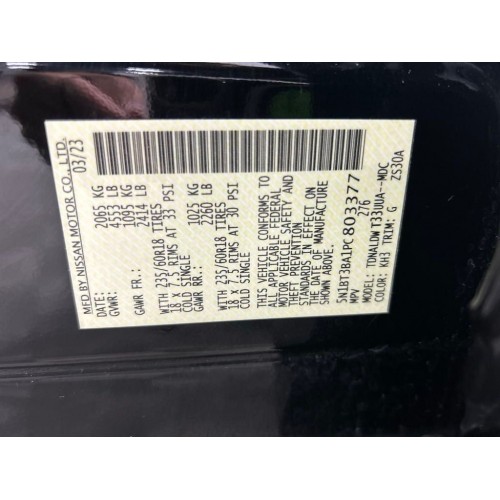 MFD BY NISSAN MOTOR CO., LTD.
DATE: 03/23
GVWR: 2065 KG
4553 LB
GAWR FR.: 1095 KG
2414 LB
WITH 235/60R18 TIRES
18 X 7.5 RIMS AT 33 PSI
COLD SINGLE
GAWR RR.: 1025 KG
2260 LB
WITH 235/60R18 TIRES
18 X 7.5 RIMS AT 30 PSI
COLD SINGLE
THIS VEHICLE CONFORMS TO
ALL APPLICABLE FEDERAL
MOTOR VEHICLE SAFETY AND
THEFT PREVENTION
STANDARDS IN EFFECT ON
THE DATE OF MANUFACTURE
SHOWN ABOVE.
5N1BT3BA1PC803377
MPV 276
MODEL: TDNALDW T33UUA--MDC
COLOR: KH3 TRIM: G ZS30A